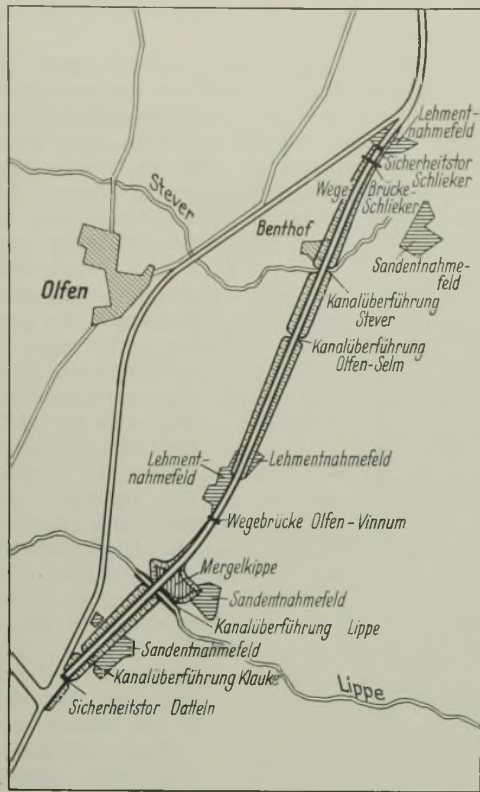 Lehment-
nahmefeld
Sicherheitstor
Schlieker
Wege-
Brücke-
Schlieker
Stever
Benthof
Sandentnahme-
feld
Olfen
Kanalüberführung
Stever
Kanalüberführung
Olfen-Selm
Lehment-
nahmefeld
Lehmentnahmefeld
Wegebrücke Olfen-Vinnum
Mergelkippe
Sandentnahmefeld
Kanalüberführung Lippe
Sandentnahmefeld
Kanalüberführung Klauke
Lippe
Sicherheitstor Datteln